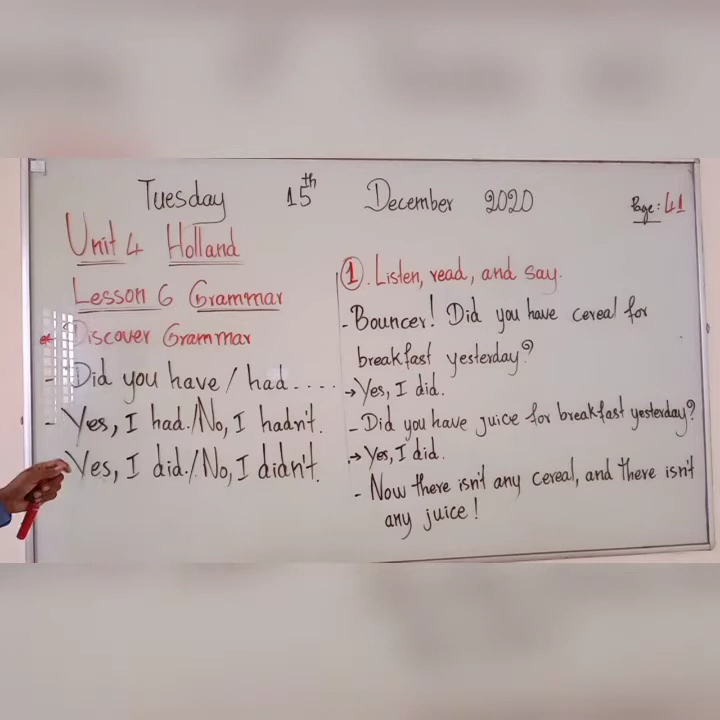 Tuesday 15th December 2020
Page: 41
Unit 4 Holland
Lesson 6 Grammar
* Discover Grammar
- Did you have / had ....
- Yes, I had. / No, I hadn't.
Yes, I did. / No, I didn't.
1. Listen, read, and say.
- Bouncer! Did you have cereal for
breakfast yesterday?
→ Yes, I did.
- Did you have juice for breakfast yesterday?
→ Yes, I did.
- Now there isn't any cereal, and there isn't
any juice!